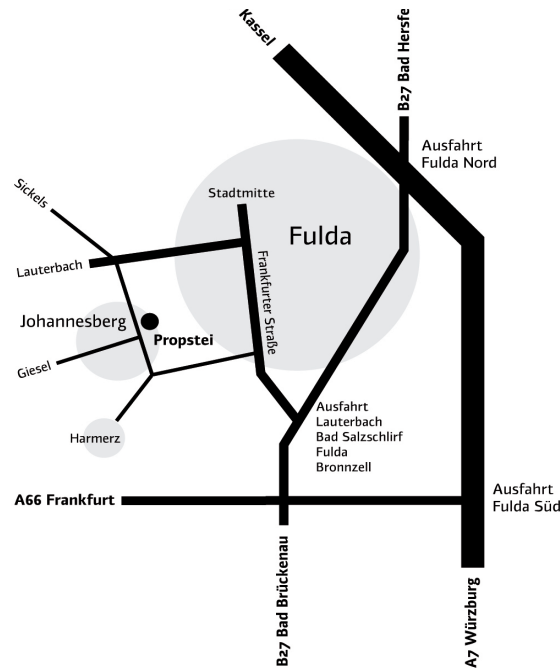 Kassel
B27 Bad Hersfe
Ausfahrt
Fulda Nord
Sickels
Stadtmitte
Fulda
Lauterbach
Frankfurter Straße
Johannesberg
Propstei
Giesel
Harmerz
Ausfahrt
Lauterbach
Bad Salzschlirf
Fulda
Bronnzell
A66 Frankfurt
Ausfahrt
Fulda Süd
B27 Bad Brückenau
A7 Würzburg